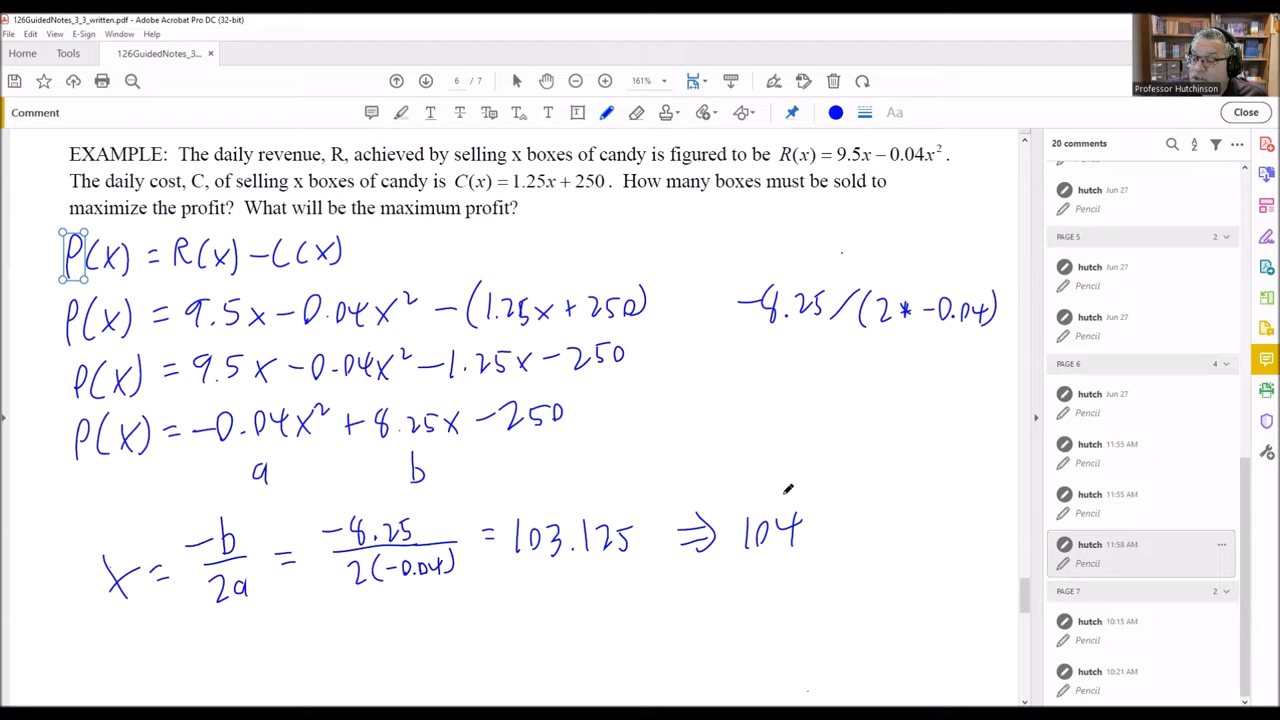 126GuidedNotes_3_3_written.pdf - Adobe Acrobat Pro DC (32-bit)
File Edit View E-Sign Window Help
Home Tools 126GuidedNotes_3_3... ×
6 / 7 161%
Professor Hutchinson
Comment
Aa
Close
EXAMPLE: The daily revenue, R, achieved by selling x boxes of candy is figured to be R(x) = 9.5x − 0.04x².
The daily cost, C, of selling x boxes of candy is C(x) = 1.25x + 250. How many boxes must be sold to
maximize the profit? What will be the maximum profit?
P(x) = R(x) - C(x)
P(x) = 9.5x - 0.04x² - (1.25x + 250)
-8.25/(2 * -0.04)
P(x) = 9.5x - 0.04x² - 1.25x - 250
P(x) = -0.04x² + 8.25x - 250
a b
x = -b/2a = -8.25/2(-0.04) = 103.125 ⇒ 104
20 comments
hutch Jun 27
Pencil
PAGE 5 2
hutch Jun 27
Pencil
hutch Jun 27
Pencil
PAGE 6 4
hutch Jun 27
Pencil
hutch 11:55 AM
Pencil
hutch 11:55 AM
Pencil
hutch 11:58 AM
Pencil
PAGE 7 2
hutch 10:15 AM
Pencil
hutch 10:21 AM
Pencil